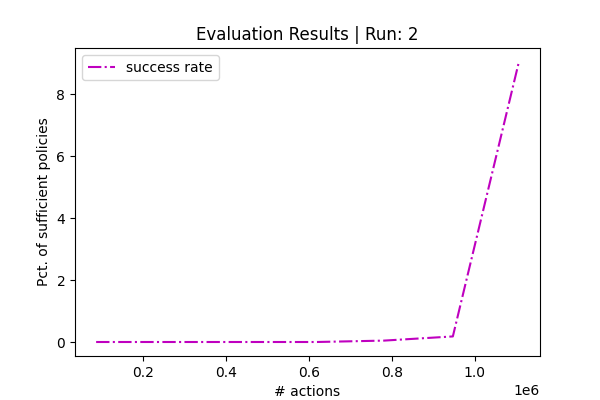 Evaluation Results | Run: 2
success rate
Pct. of sufficient policies
8
6
4
2
0
0.2 0.4 0.6 0.8 1.0
1e6
# actions